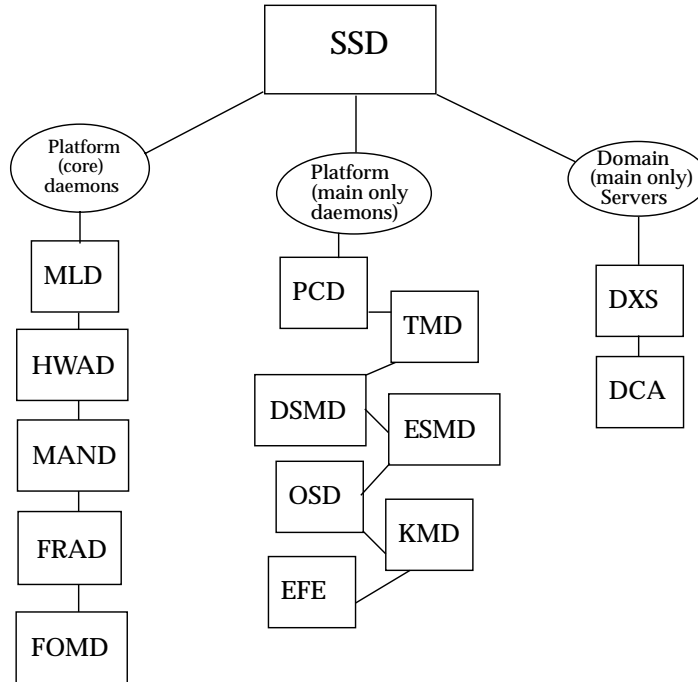 SSD
Platform
(core)
daemons
MLD
HWAD
MAND
FRAD
FOMD
Platform
(main only
daemons)
PCD
TMD
DSMD
ESMD
OSD
KMD
EFE
Domain
(main only)
Servers
DXS
DCA